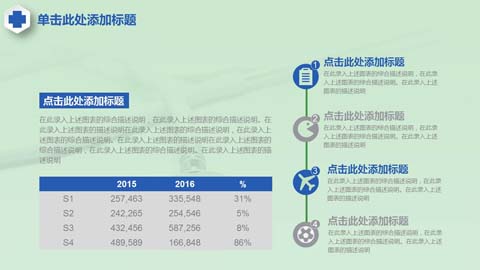 单击此处添加标题
点击此处添加标题
在此录入上述图表的综合描述说明，在此录入上述图表的综合描述说明。在
此录入上述图表的描述说明在此录入上述图表的综合描述说明，在此录入上
述图表的综合描述说明。在此录入上述图表的综合描述说明，在此录入上述
图表的综合描述说明，在此录入上述图表的综合描述说明。在此录入上述图表的描
述说明
2015 2016 %
S1 257,463 335,548 31%
S2 242,265 254,546 5%
S3 432,456 587,256 8%
S4 489,589 166,848 86%
1
点击此处添加标题
在此录入上述图表的综合描述说明，在此录
入上述图表的综合描述说明。在此录入上述
图表的描述说明
2
点击此处添加标题
在此录入上述图表的综合描述说明，在此录
入上述图表的综合描述说明。在此录入上述
图表的描述说明
3
点击此处添加标题
在此录入上述图表的综合描述说明，在此录
入上述图表的综合描述说明。在此录入上述
图表的描述说明
4
点击此处添加标题
在此录入上述图表的综合描述说明，在此录
入上述图表的综合描述说明。在此录入上述
图表的描述说明